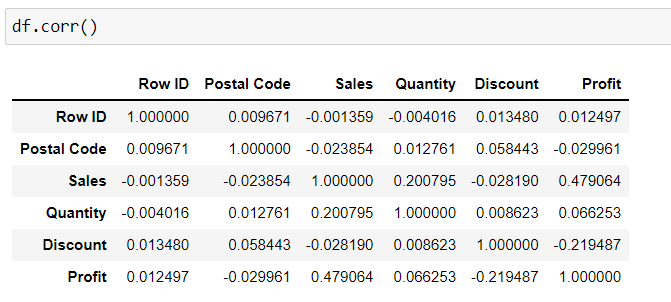 df.corr()
Row ID Postal Code Sales Quantity Discount Profit
Row ID 1.000000 0.009671 -0.001359 -0.004016 0.013480 0.012497
Postal Code 0.009671 1.000000 -0.023854 0.012761 0.058443 -0.029961
Sales -0.001359 -0.023854 1.000000 0.200795 -0.028190 0.479064
Quantity -0.004016 0.012761 0.200795 1.000000 0.008623 0.066253
Discount 0.013480 0.058443 -0.028190 0.008623 1.000000 -0.219487
Profit 0.012497 -0.029961 0.479064 0.066253 -0.219487 1.000000